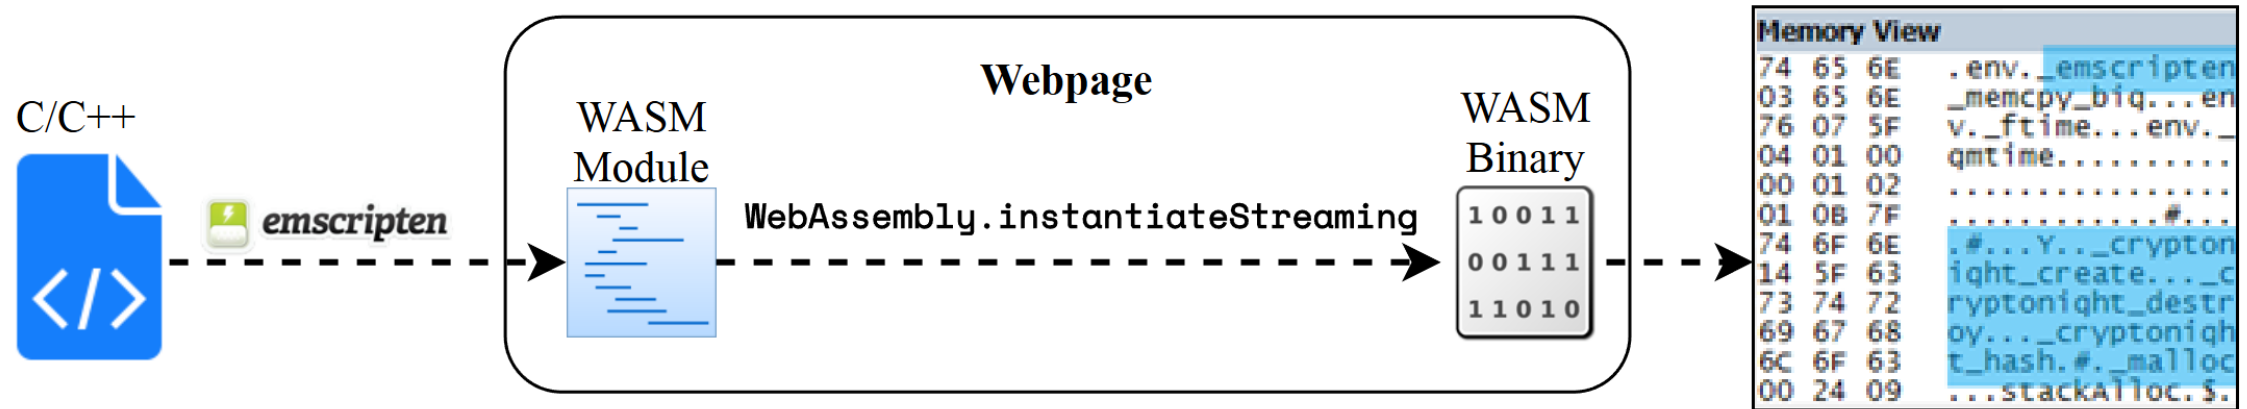 C/C++
</>
emscripten
Webpage
WASM
Module
WebAssembly.instantiateStreaming
WASM
Binary
10011
00111
11010
Memory View
74 65 6E .env._emscripten
03 65 6E _memcpy_big...en
76 07 5F v._ftime...env._
04 01 00 gmtime..........
00 01 02 ................
01 0B 7F ............#...
74 6F 6E .#...Y.._crypton
14 5F 63 ight_create..._c
73 74 72 ryptonight_destr
69 67 68 oy..._cryptonigh
6C 6F 63 t_hash.#._malloc
00 24 09 ...stackAlloc.$.